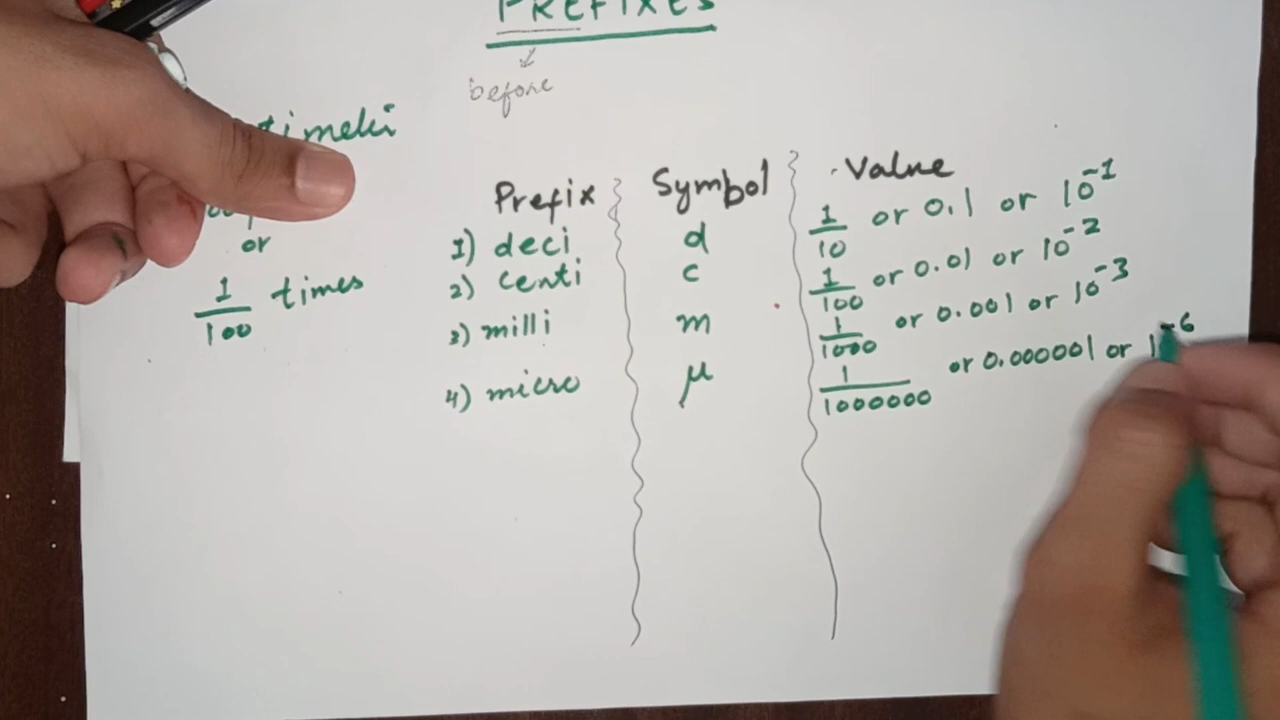 PREFIXES
before
or
1/100 times
Prefix Symbol Value
1) deci d 1/10 or 0.1 or 10⁻¹
2) centi c 1/100 or 0.01 or 10⁻²
3) milli m 1/1000 or 0.001 or 10⁻³
4) micro μ 1/1000000 or 0.000001 or 1 ⁻⁶